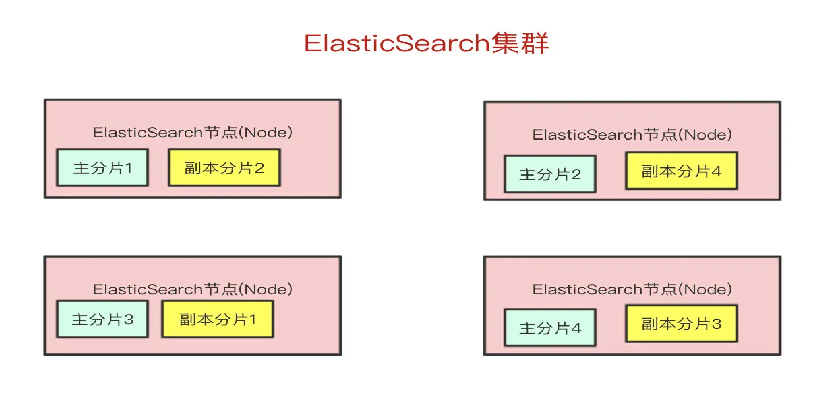 ElasticSearch集群
ElasticSearch节点(Node)
主分片1
副本分片2
ElasticSearch节点(Node)
主分片2
副本分片4
ElasticSearch节点(Node)
主分片3
副本分片1
ElasticSearch节点(Node)
主分片4
副本分片3